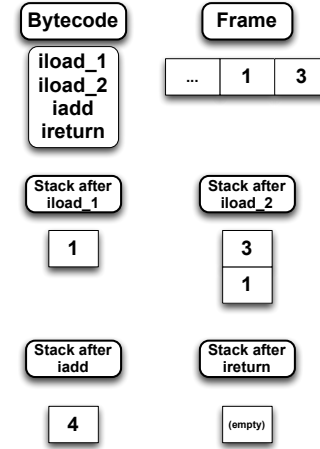 Bytecode
iload_1
iload_2
iadd
ireturn
Frame
... 1 3
Stack after
iload_1
1
Stack after
iload_2
3
1
Stack after
iadd
4
Stack after
ireturn
(empty)